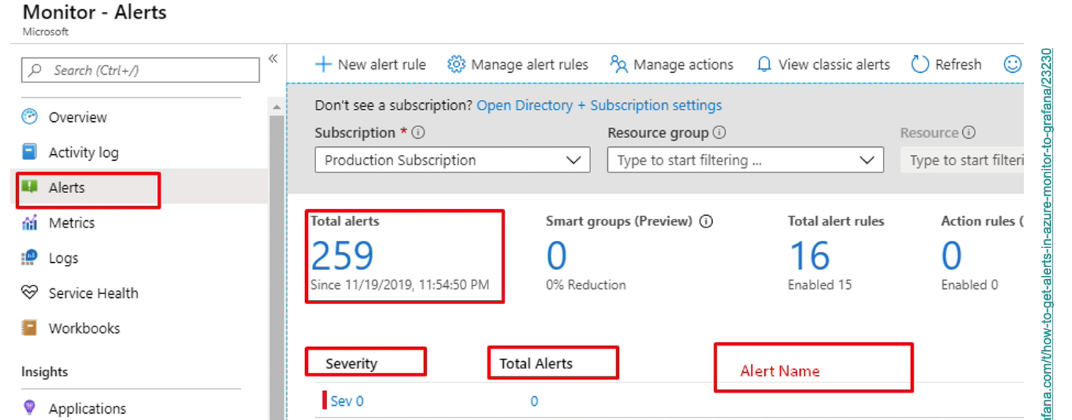 Monitor - Alerts
Microsoft
Search (Ctrl+/)
Overview
Activity log
Alerts
Metrics
Logs
Service Health
Workbooks
Insights
Applications
New alert rule Manage alert rules Manage actions View classic alerts Refresh
Don't see a subscription? Open Directory + Subscription settings
Subscription * Resource group Resource
Production Subscription Type to start filtering ... Type to start filteri
Total alerts Smart groups (Preview) Total alert rules Action rules (
259 0 16 0
Since 11/19/2019, 11:54:50 PM 0% Reduction Enabled 15 Enabled 0
Severity Total Alerts Alert Name
Sev 0 0
afana.com/t/how-to-get-alerts-in-azure-monitor-to-grafana/23230